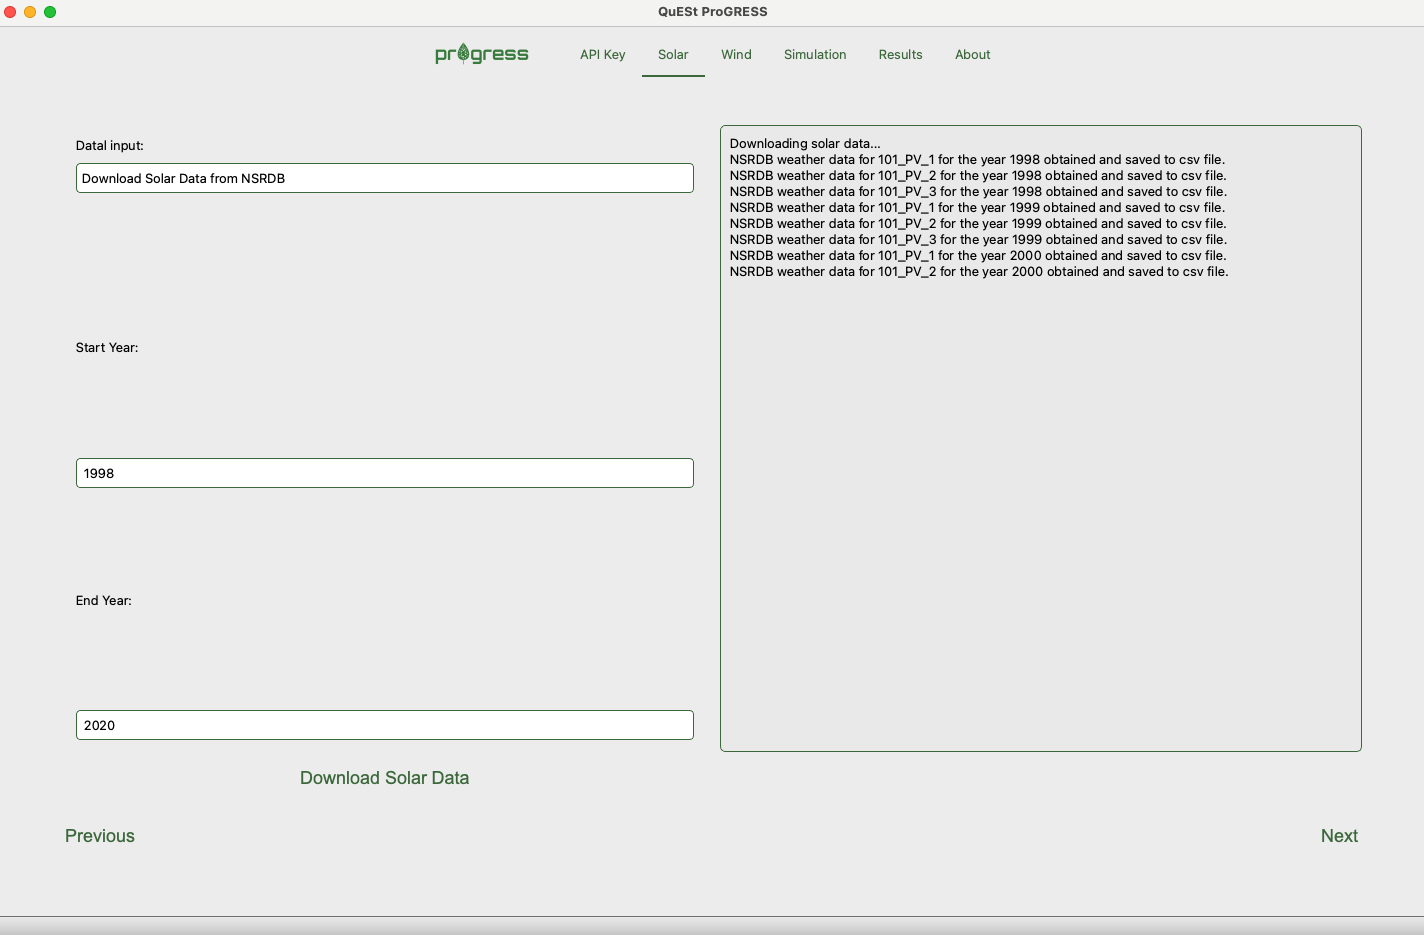 QuESt ProGRESS
progress
API Key
Solar
Wind
Simulation
Results
About
Datal input:
Download Solar Data from NSRDB
Start Year:
1998
End Year:
2020
Download Solar Data
Downloading solar data...
NSRDB weather data for 101_PV_1 for the year 1998 obtained and saved to csv file.
NSRDB weather data for 101_PV_2 for the year 1998 obtained and saved to csv file.
NSRDB weather data for 101_PV_3 for the year 1998 obtained and saved to csv file.
NSRDB weather data for 101_PV_1 for the year 1999 obtained and saved to csv file.
NSRDB weather data for 101_PV_2 for the year 1999 obtained and saved to csv file.
NSRDB weather data for 101_PV_3 for the year 1999 obtained and saved to csv file.
NSRDB weather data for 101_PV_1 for the year 2000 obtained and saved to csv file.
NSRDB weather data for 101_PV_2 for the year 2000 obtained and saved to csv file.
Previous
Next